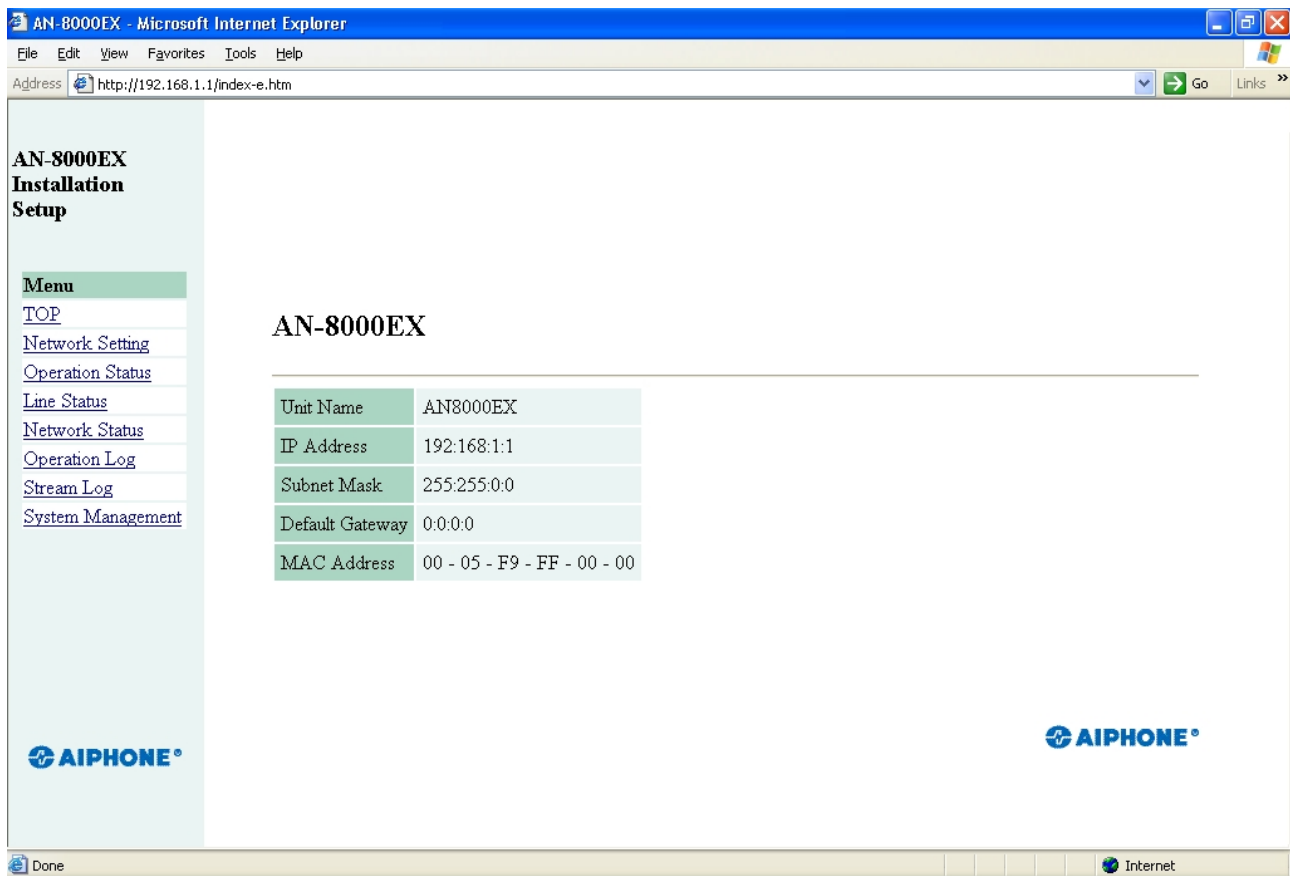 AN-8000EX - Microsoft Internet Explorer
File Edit View Favorites Tools Help
Address http://192.168.1.1/index-e.htm Go Links »
AN-8000EX
Installation
Setup
Menu
TOP
Network Setting
Operation Status
Line Status
Network Status
Operation Log
Stream Log
System Management
AIPHONE®
AN-8000EX
Unit Name AN8000EX
IP Address 192:168:1:1
Subnet Mask 255:255:0:0
Default Gateway 0:0:0:0
MAC Address 00 - 05 - F9 - FF - 00 - 00
AIPHONE®
Done Internet